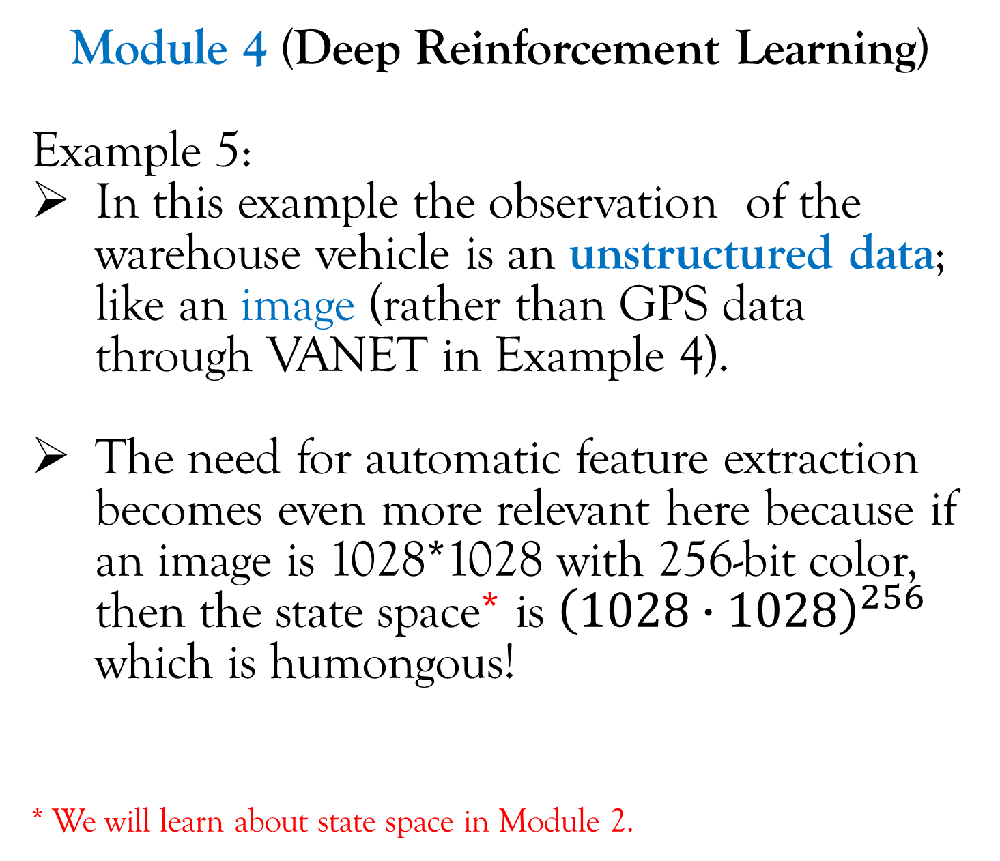 Module 4 (Deep Reinforcement Learning)
Example 5:
➢ In this example the observation  of the
warehouse vehicle is an unstructured data;
like an image (rather than GPS data
through VANET in Example 4).
➢ The need for automatic feature extraction
becomes even more relevant here because if
an image is 1028*1028 with 256-bit color,
then the state space* is (1028 · 1028)²⁵⁶
which is humongous!
* We will learn about state space in Module 2.